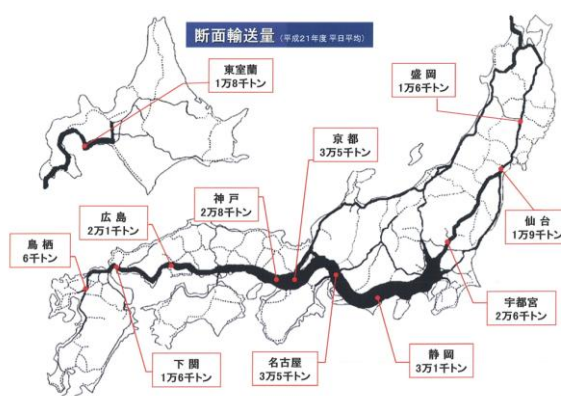 断面輸送量 (平成21年度 平日平均)
東室蘭
1万8千トン
盛岡
1万6千トン
京都
3万5千トン
神戸
2万8千トン
広島
2万1千トン
鳥栖
6千トン
仙台
1万9千トン
宇都宮
2万6千トン
下関
1万6千トン
名古屋
3万5千トン
静岡
3万1千トン